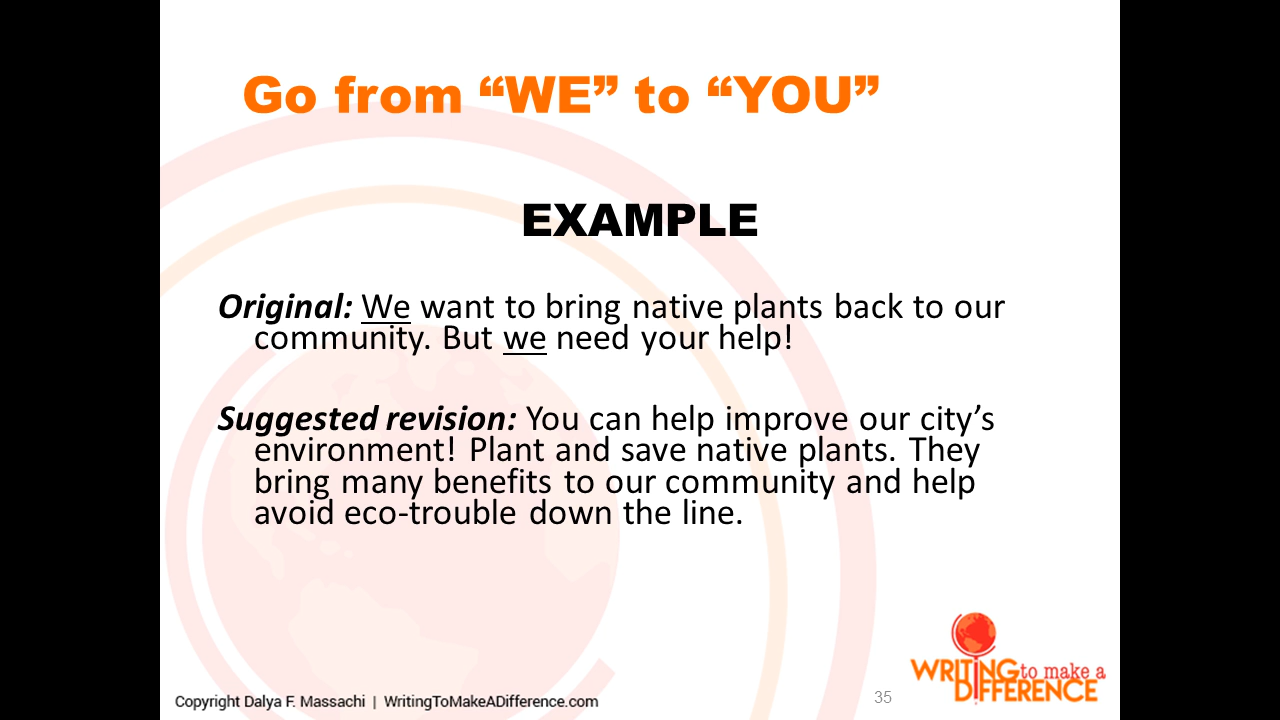 Go from “WE” to “YOU”
EXAMPLE
Original: We want to bring native plants back to our
community. But we need your help!
Suggested revision: You can help improve our city’s
environment! Plant and save native plants. They
bring many benefits to our community and help
avoid eco-trouble down the line.
WRITING to make a
DIFFERENCE
Copyright Dalya F. Massachi | WritingToMakeADifference.com
35